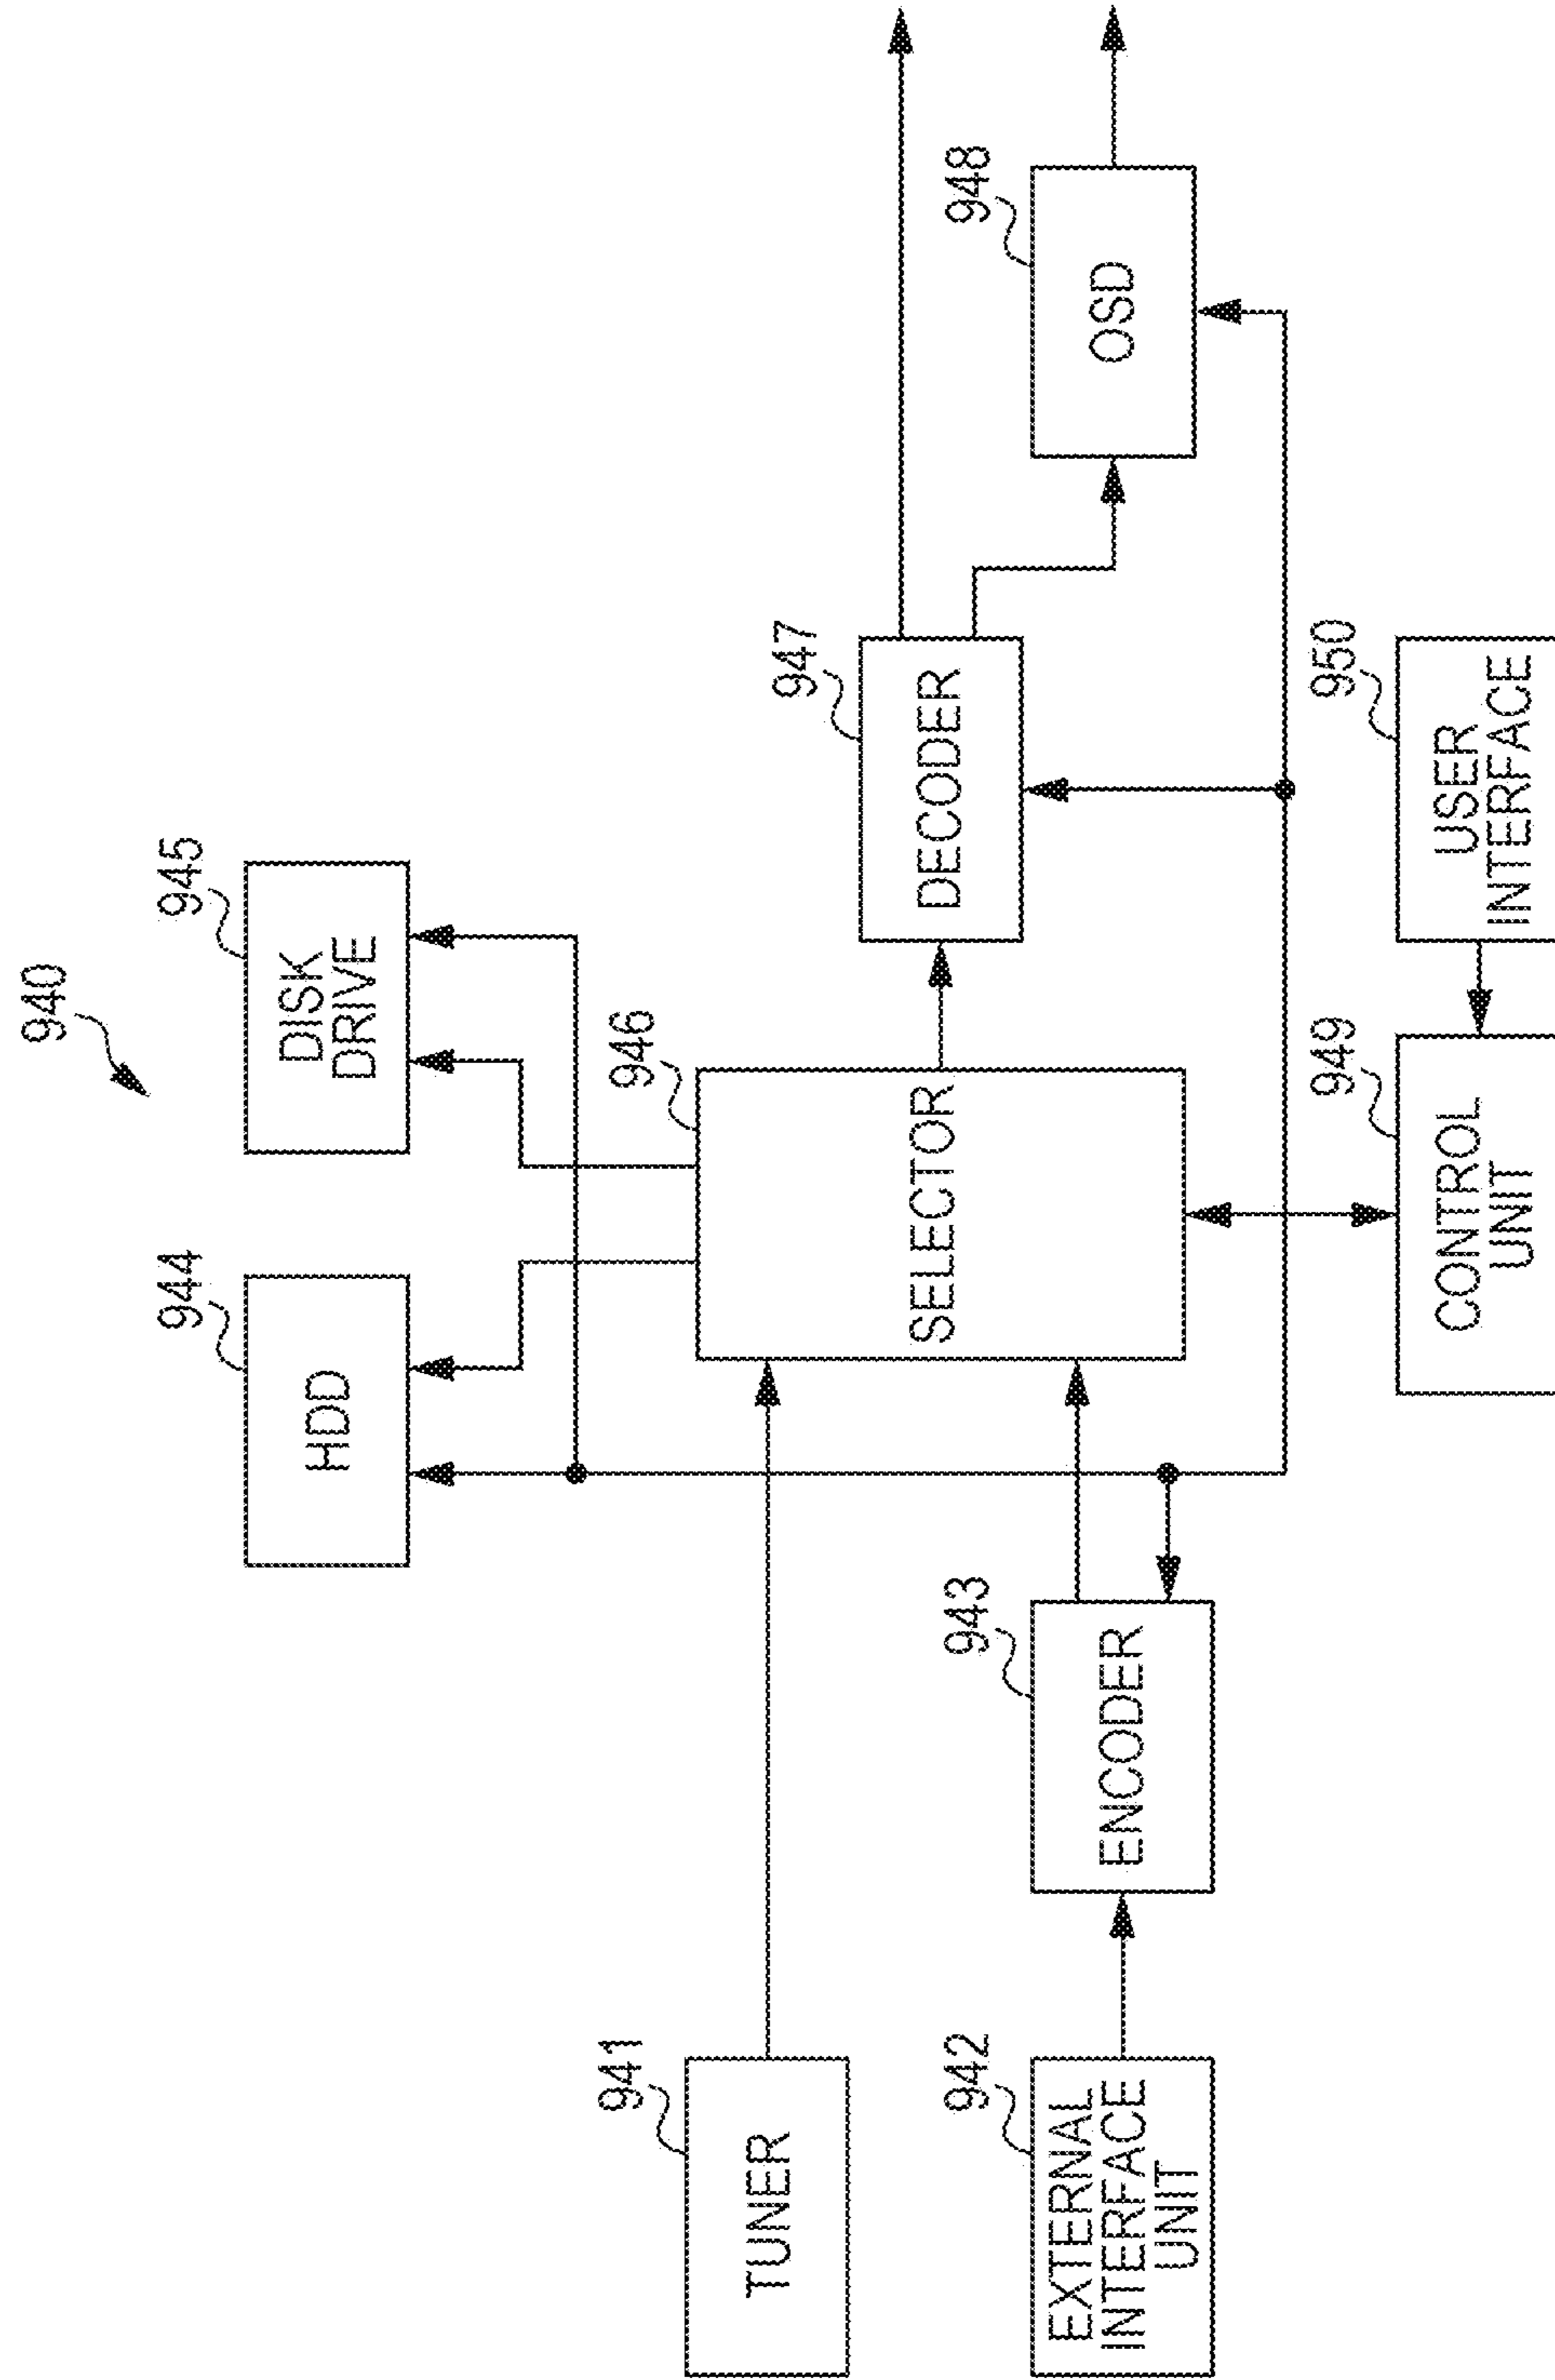 940
944
HDD
945
DISK
DRIVE
941
TUNER
946
SELECTOR
947
DECODER
942
EXTERNAL
INTERFACE
UNIT
943
ENCODER
948
OSD
949
CONTROL
UNIT
950
USER
INTERFACE